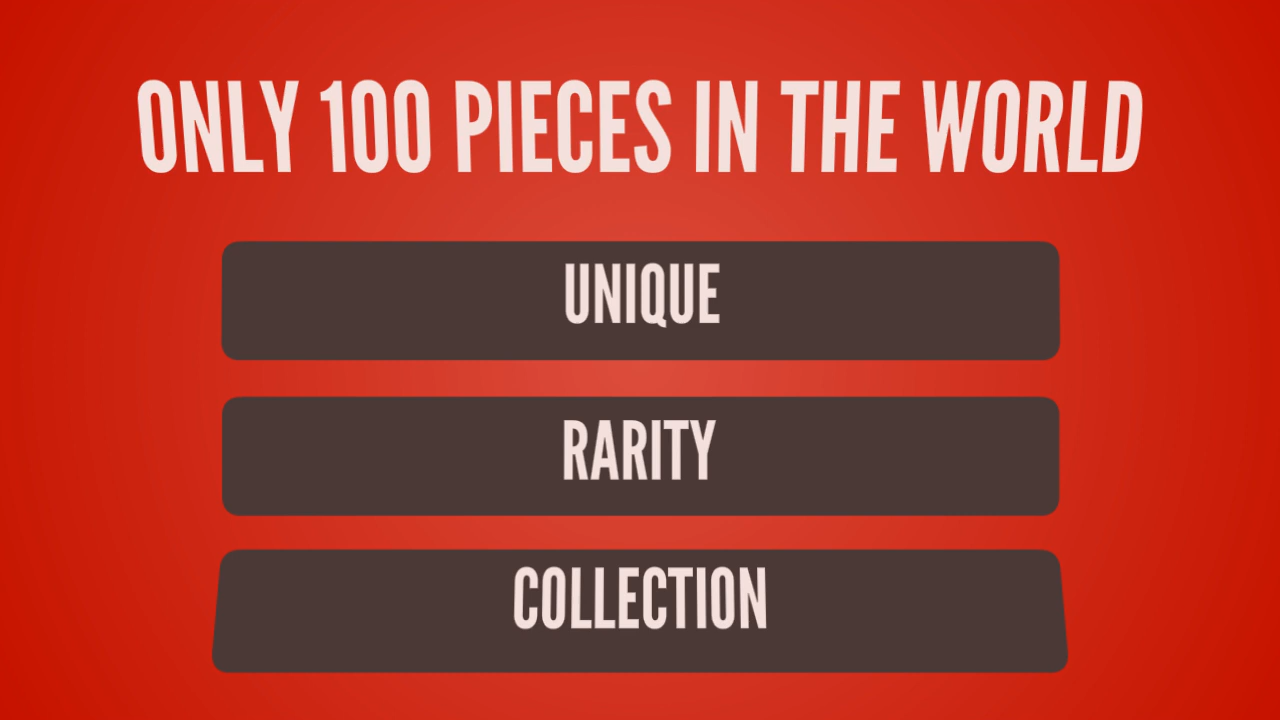 ONLY 100 PIECES IN THE WORLD
UNIQUE
RARITY
COLLECTION